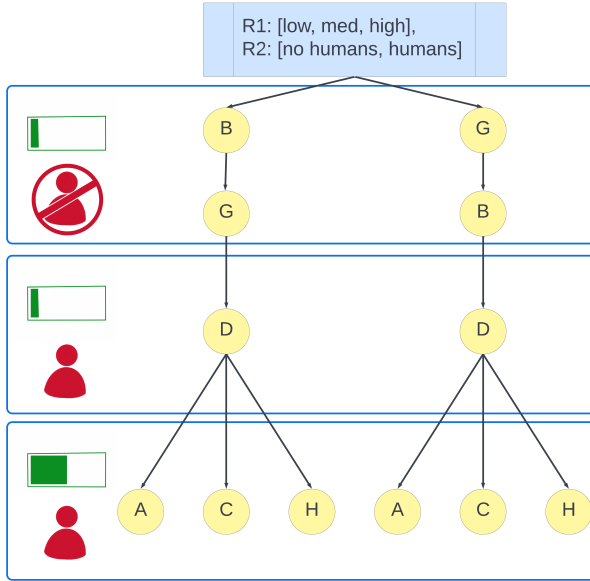 R1: [low, med, high],
R2: [no humans, humans]
B
G
G
B
D
D
A
C
H
A
C
H